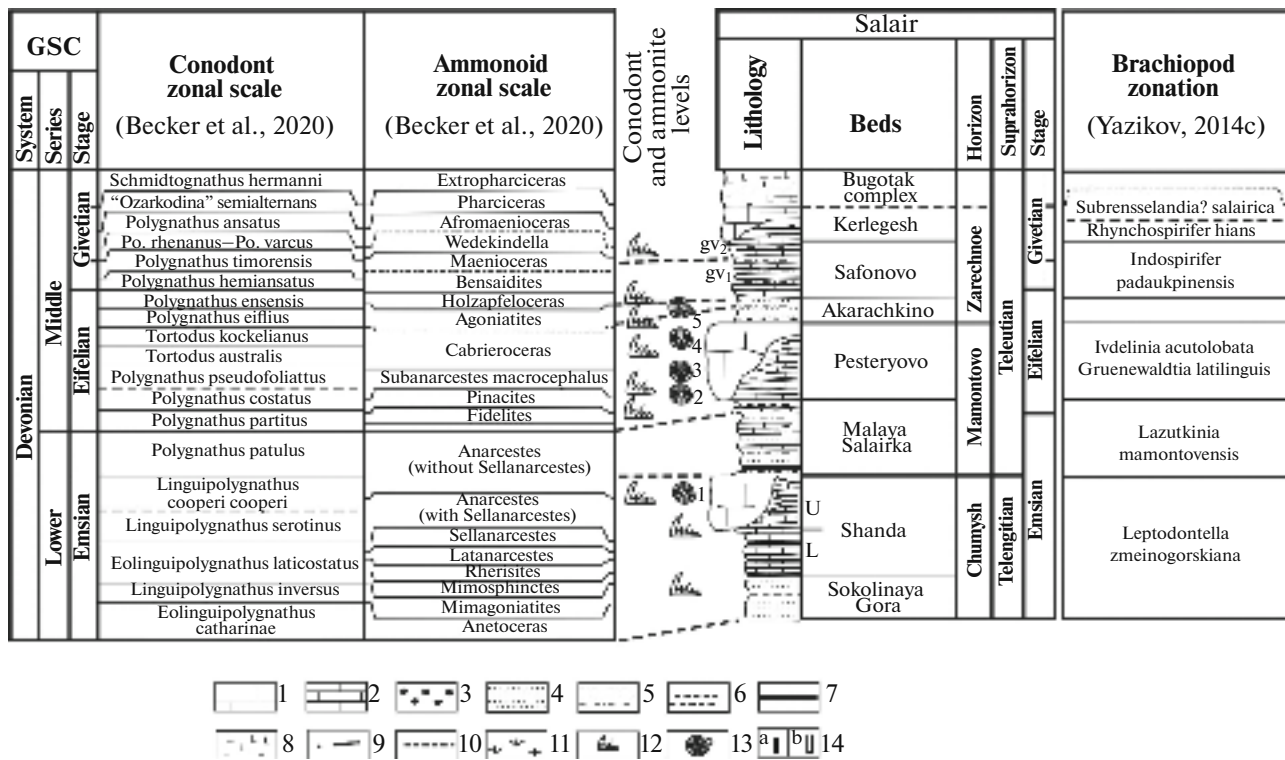 GSC
System
Series
Stage
Conodont
zonal scale
(Becker et al., 2020)
Ammonoid
zonal scale
(Becker et al., 2020)
Conodont
and ammonite
levels
Salair
Lithology
Beds
Horizon
Suprahorizon
Stage
Brachiopod
zonation
(Yazikov, 2014c)
Devonian
Middle
Lower
Givetian
Eifelian
Emsian
Schmidtognathus hermanni
“Ozarkodina” semialternans
Polygnathus ansatus
Po. rhenanus–Po. varcus
Polygnathus timorensis
Polygnathus hemiansatus
Polygnathus ensensis
Polygnathus eiflius
Tortodus kockelianus
Tortodus australis
Polygnathus pseudofoliattus
Polygnathus costatus
Polygnathus partitus
Polygnathus patulus
Linguipolygnathus
cooperi cooperi
Linguipolygnathus serotinus
Eolinguipolygnathus laticostatus
Linguipolygnathus inversus
Eolinguipolygnathus
catharinae
Extropharciceras
Pharciceras
Afromaenioceras
Wedekindella
Maenioceras
Bensaidites
Holzapfeloceras
Agoniatites
Cabrieroceras
Subanarcestes macrocephalus
Pinacites
Fidelites
Anarcestes
(without Sellanarcestes)
Anarcestes
(with Sellanarcestes)
Sellanarcestes
Latanarcestes
Rherisites
Mimosphinctes
Mimagoniatites
Anetoceras
gv2
gv1
5
4
3
2
1
U
L
Bugotak
complex
Kerlegesh
Safonovo
Akarachkino
Pesteryovo
Malaya
Salairka
Shanda
Sokolinaya
Gora
Zarechnoe
Mamontovo
Chumysh
Teleutian
Telengitian
Givetian
Eifelian
Emsian
Subrensselandia? salairica
Rhynchospirifer hians
Indospirifer
padaukpinensis
Ivdelinia acutolobata
Gruenewaldtia latilinguis
Lazutkinia
mamontovensis
Leptodontella
zmeinogorskiana
1 2 3 4 5 6 7
8 9 10 11 12 13 a b 14